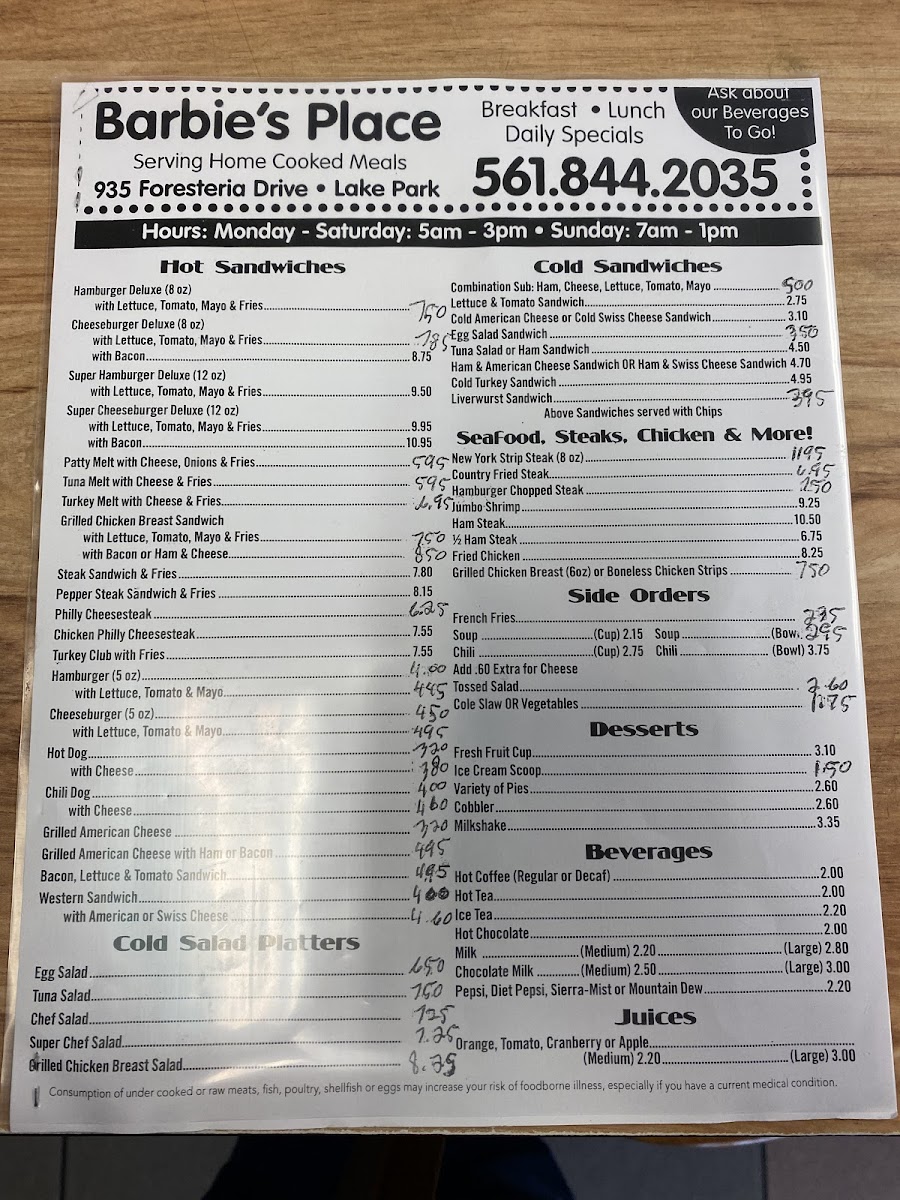 Barbie's Place
Serving Home Cooked Meals
935 Foresteria Drive • Lake Park
Breakfast • Lunch
Daily Specials
561.844.2035
Ask about
our Beverages
To Go!
Hours: Monday - Saturday: 5am - 3pm • Sunday: 7am - 1pm
Hot Sandwiches
Hamburger Deluxe (8 oz)
with Lettuce, Tomato, Mayo & Fries 750
Cheeseburger Deluxe (8 oz)
with Lettuce, Tomato, Mayo & Fries 785
with Bacon 8.75
Super Hamburger Deluxe (12 oz)
with Lettuce, Tomato, Mayo & Fries 9.50
Super Cheeseburger Deluxe (12 oz)
with Lettuce, Tomato, Mayo & Fries 9.95
with Bacon 10.95
Patty Melt with Cheese, Onions & Fries 595
Tuna Melt with Cheese & Fries 595
Turkey Melt with Cheese & Fries 6.95
Grilled Chicken Breast Sandwich
with Lettuce, Tomato, Mayo & Fries 750
with Bacon or Ham & Cheese 850
Steak Sandwich & Fries 7.80
Pepper Steak Sandwich & Fries 8.15
Philly Cheesesteak 6.25
Chicken Philly Cheesesteak 7.55
Turkey Club with Fries 7.55
Hamburger (5 oz) 4.00
with Lettuce, Tomato & Mayo 445
Cheeseburger (5 oz) 450
with Lettuce, Tomato & Mayo 495
Hot Dog 320
with Cheese 380
Chili Dog 400
with Cheese 460
Grilled American Cheese 320
Grilled American Cheese with Ham or Bacon 495
Bacon, Lettuce & Tomato Sandwich 495
Western Sandwich 400
with American or Swiss Cheese 4.60
Cold Salad Platters
Egg Salad 650
Tuna Salad 750
Chef Salad 725
Super Chef Salad
Grilled Chicken Breast Salad
Cold Sandwiches
Combination Sub: Ham, Cheese, Lettuce, Tomato, Mayo 500
Lettuce & Tomato Sandwich 2.75
Cold American Cheese or Cold Swiss Cheese Sandwich 3.10
Egg Salad Sandwich 350
Tuna Salad or Ham Sandwich 4.50
Ham & American Cheese Sandwich OR Ham & Swiss Cheese Sandwich 4.70
Cold Turkey Sandwich 4.95
Liverwurst Sandwich 395
Above Sandwiches served with Chips
Seafood, Steaks, Chicken & More!
New York Strip Steak (8 oz) 1195
Country Fried Steak 6.95
Hamburger Chopped Steak
Jumbo Shrimp 9.25
Ham Steak 10.50
½ Ham Steak 6.75
Fried Chicken 8.25
Grilled Chicken Breast (6oz) or Boneless Chicken Strips 750
Side Orders
French Fries
Soup (Cup) 2.15 Soup (Bowl) 295
Chili (Cup) 2.75 Chili (Bowl) 3.75
Add .60 Extra for Cheese
Tossed Salad 2.60
Cole Slaw OR Vegetables 1.75
Desserts
Fresh Fruit Cup 3.10
Ice Cream Scoop 1.50
Variety of Pies 2.60
Cobbler 2.60
Milkshake 3.35
Beverages
Hot Coffee (Regular or Decaf) 2.00
Hot Tea 2.00
Ice Tea 2.20
Hot Chocolate 2.00
Milk (Medium) 2.20 (Large) 2.80
Chocolate Milk (Medium) 2.50 (Large) 3.00
Pepsi, Diet Pepsi, Sierra-Mist or Mountain Dew 2.20
Juices
Orange, Tomato, Cranberry or Apple
(Medium) 2.20 (Large) 3.00
Consumption of under cooked or raw meats, fish, poultry, shellfish or eggs may increase your risk of foodborne illness, especially if you have a current medical condition.